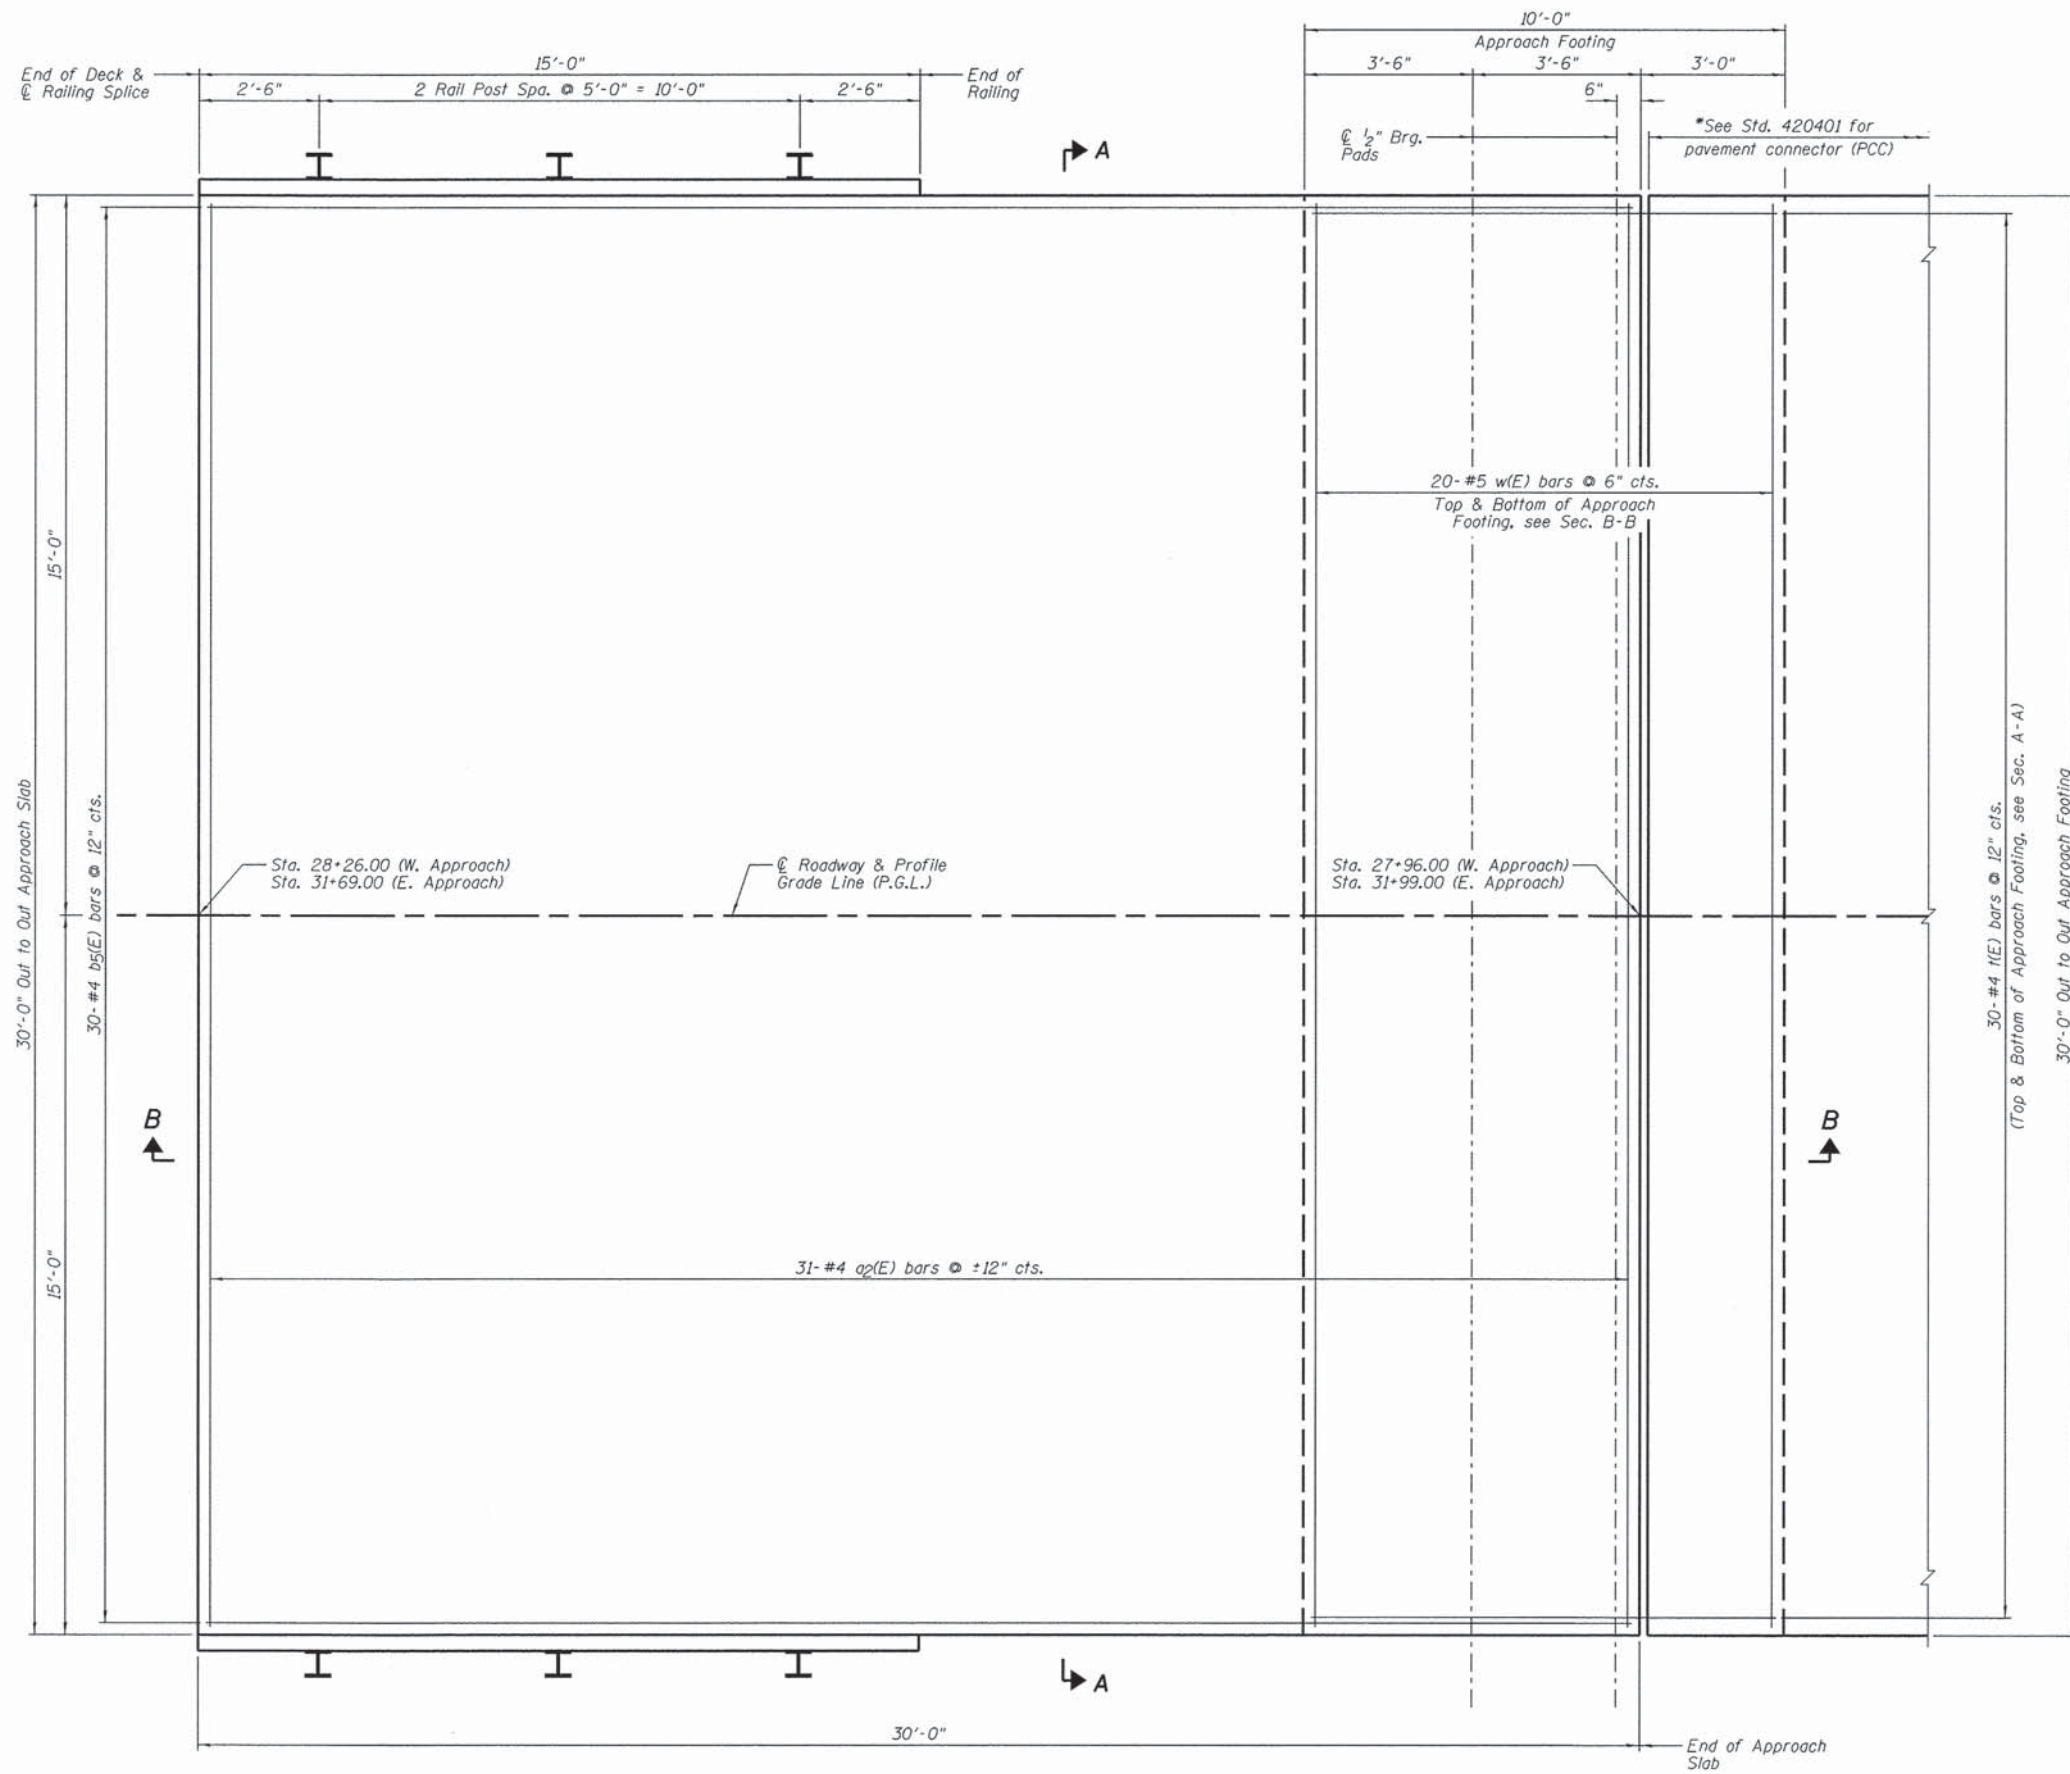 10'-0"
Approach Footing
15'-0"
3'-6"
3'-6"
3'-0"
End of Deck &
℄ Railing Splice
End of
Railing
2'-6"
2 Rail Post Spa. @ 5'-0" = 10'-0"
2'-6"
6"
℄ ½" Brg.
Pads
*See Std. 420401 for
pavement connector (PCC)
A
20-#5 w(E) bars @ 6" cts.
Top & Bottom of Approach
Footing, see Sec. B-B
15'-0"
30'-0" Out to Out Approach Slab
30-#4 b5(E) bars @ 12" cts.
Sta. 28+26.00 (W. Approach)
Sta. 31+69.00 (E. Approach)
℄ Roadway & Profile
Grade Line (P.G.L.)
Sta. 27+96.00 (W. Approach)
Sta. 31+99.00 (E. Approach)
30-#4 t(E) bars @ 12" cts.
(Top & Bottom of Approach Footing, see Sec. A-A)
30'-0" Out to Out Approach Footing
B
B
15'-0"
31-#4 a2(E) bars @ ±12" cts.
A
30'-0"
End of Approach
Slab